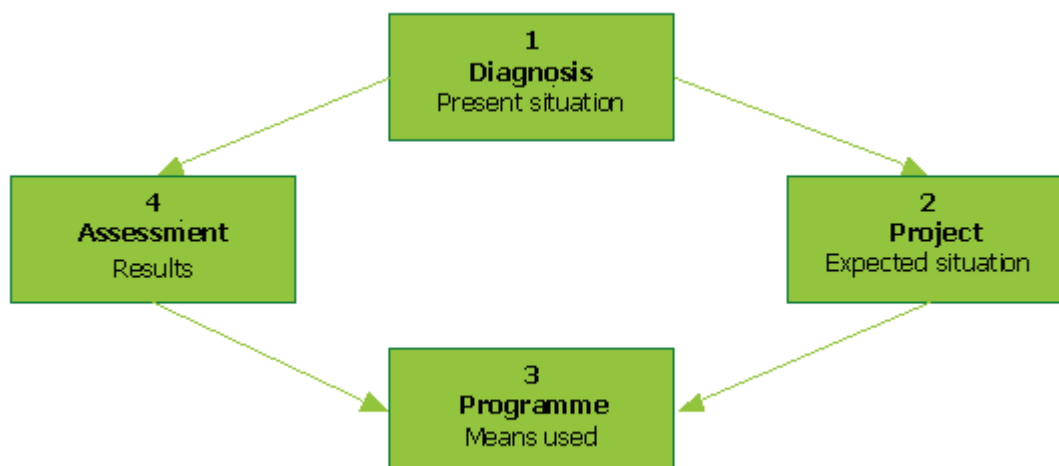 1
Diagnosis
Present situation
4
Assessment
Results
2
Project
Expected situation
3
Programme
Means used